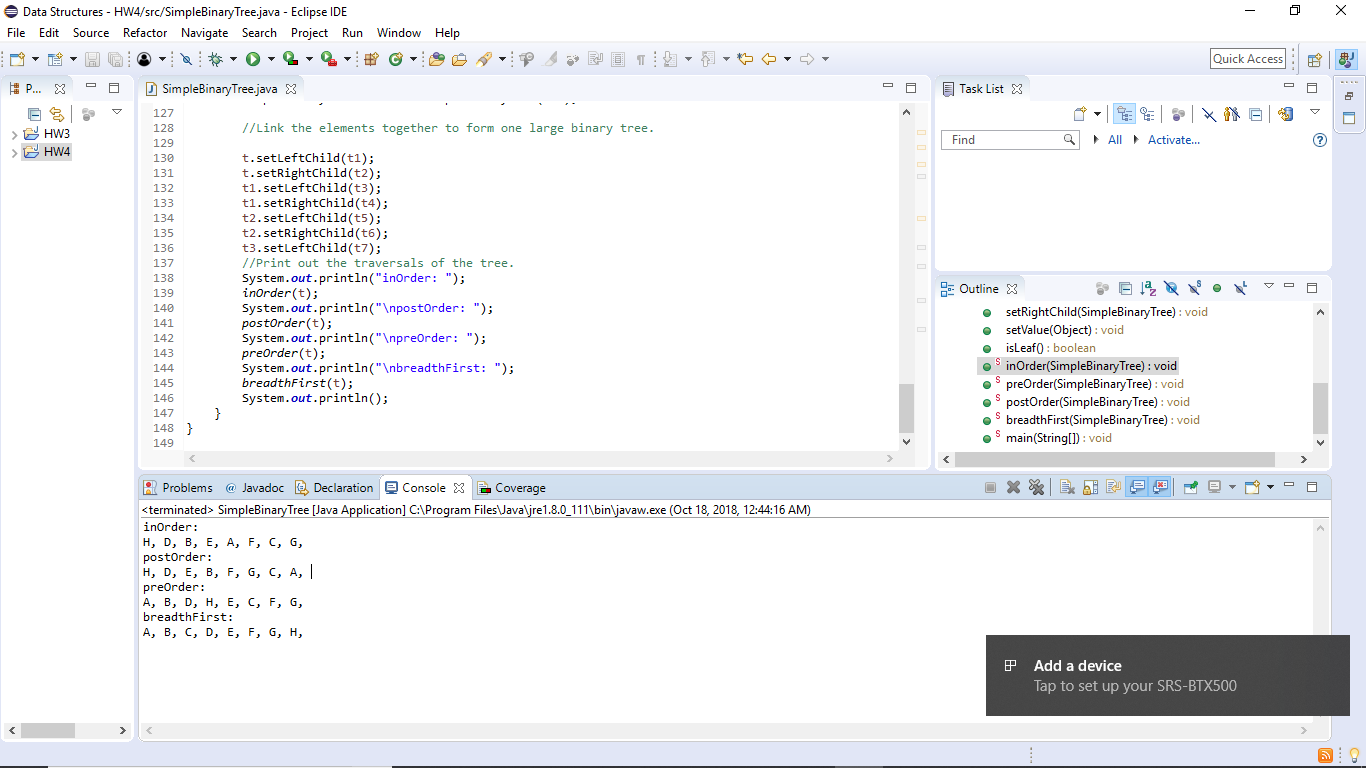 Data Structures - HW4/src/SimpleBinaryTree.java - Eclipse IDE
File Edit Source Refactor Navigate Search Project Run Window Help
Quick Access
P...
HW3
HW4
SimpleBinaryTree.java
127
128 //Link the elements together to form one large binary tree.
129
130 t.setLeftChild(t1);
131 t.setRightChild(t2);
132 t1.setLeftChild(t3);
133 t1.setRightChild(t4);
134 t2.setLeftChild(t5);
135 t2.setRightChild(t6);
136 t3.setLeftChild(t7);
137 //Print out the traversals of the tree.
138 System.out.println("inOrder: ");
139 inOrder(t);
140 System.out.println("\npostOrder: ");
141 postOrder(t);
142 System.out.println("\npreOrder: ");
143 preOrder(t);
144 System.out.println("\nbreadthFirst: ");
145 breadthFirst(t);
146 System.out.println();
147 }
148 }
149
Task List
Find
All
Activate...
Outline
setRightChild(SimpleBinaryTree) : void
setValue(Object) : void
isLeaf() : boolean
inOrder(SimpleBinaryTree) : void
preOrder(SimpleBinaryTree) : void
postOrder(SimpleBinaryTree) : void
breadthFirst(SimpleBinaryTree) : void
main(String[]) : void
Problems @ Javadoc Declaration Console Coverage
<terminated> SimpleBinaryTree [Java Application] C:\Program Files\Java\jre1.8.0_111\bin\javaw.exe (Oct 18, 2018, 12:44:16 AM)
inOrder:
H, D, B, E, A, F, C, G,
postOrder:
H, D, E, B, F, G, C, A,
preOrder:
A, B, D, H, E, C, F, G,
breadthFirst:
A, B, C, D, E, F, G, H,
Add a device
Tap to set up your SRS-BTX500